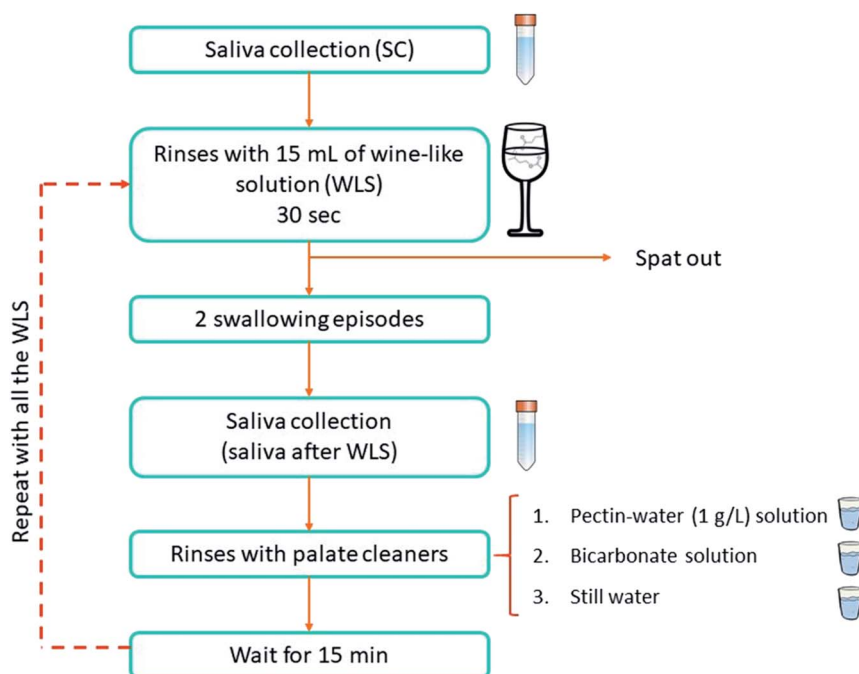 Saliva collection (SC)
Rinses with 15 mL of wine-like
solution (WLS)
30 sec
Spat out
2 swallowing episodes
Saliva collection
(saliva after WLS)
Rinses with palate cleaners
1. Pectin-water (1 g/L) solution
2. Bicarbonate solution
3. Still water
Wait for 15 min
Repeat with all the WLS